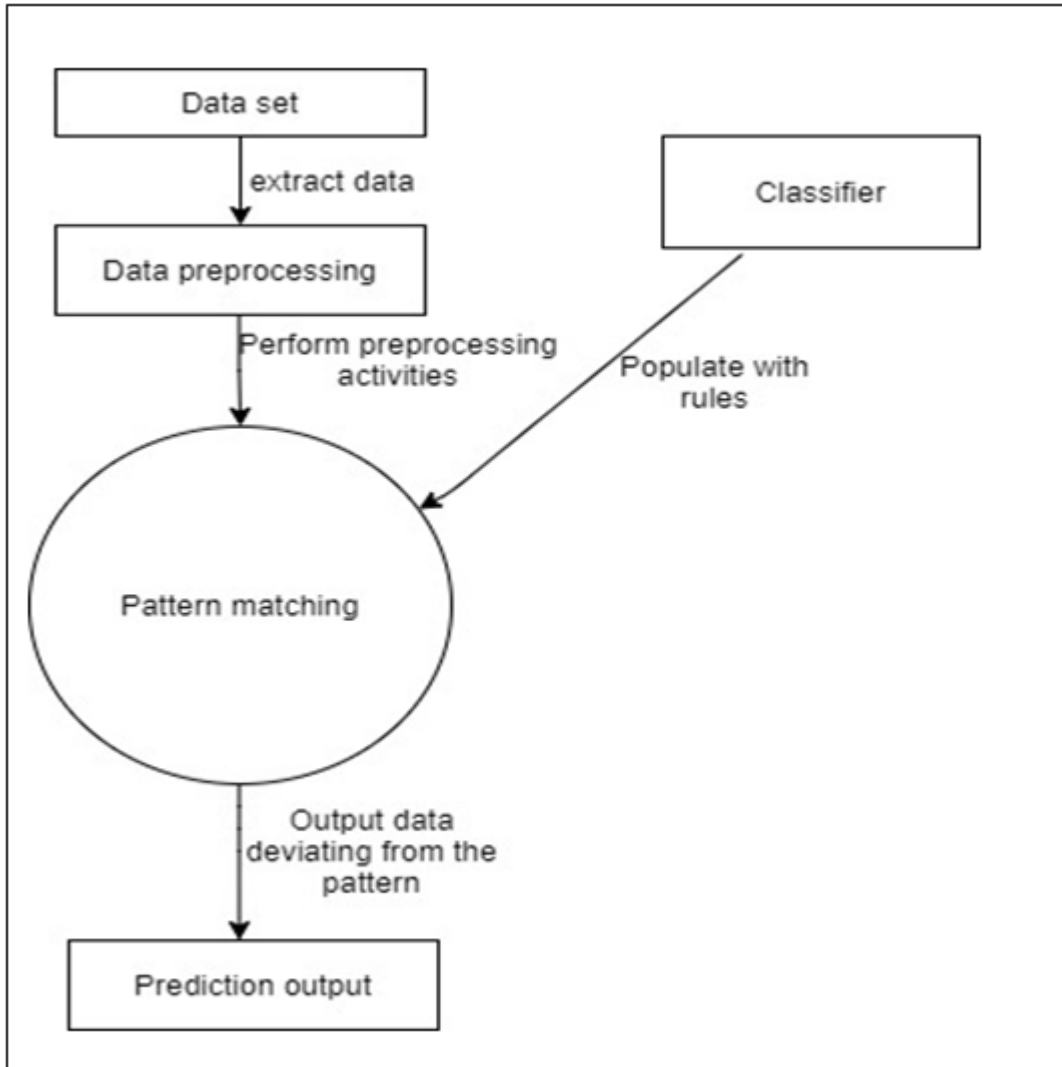 Data set
extract data
Classifier
Data preprocessing
Perform preprocessing
activities
Populate with
rules
Pattern matching
Output data
deviating from the
pattern
Prediction output